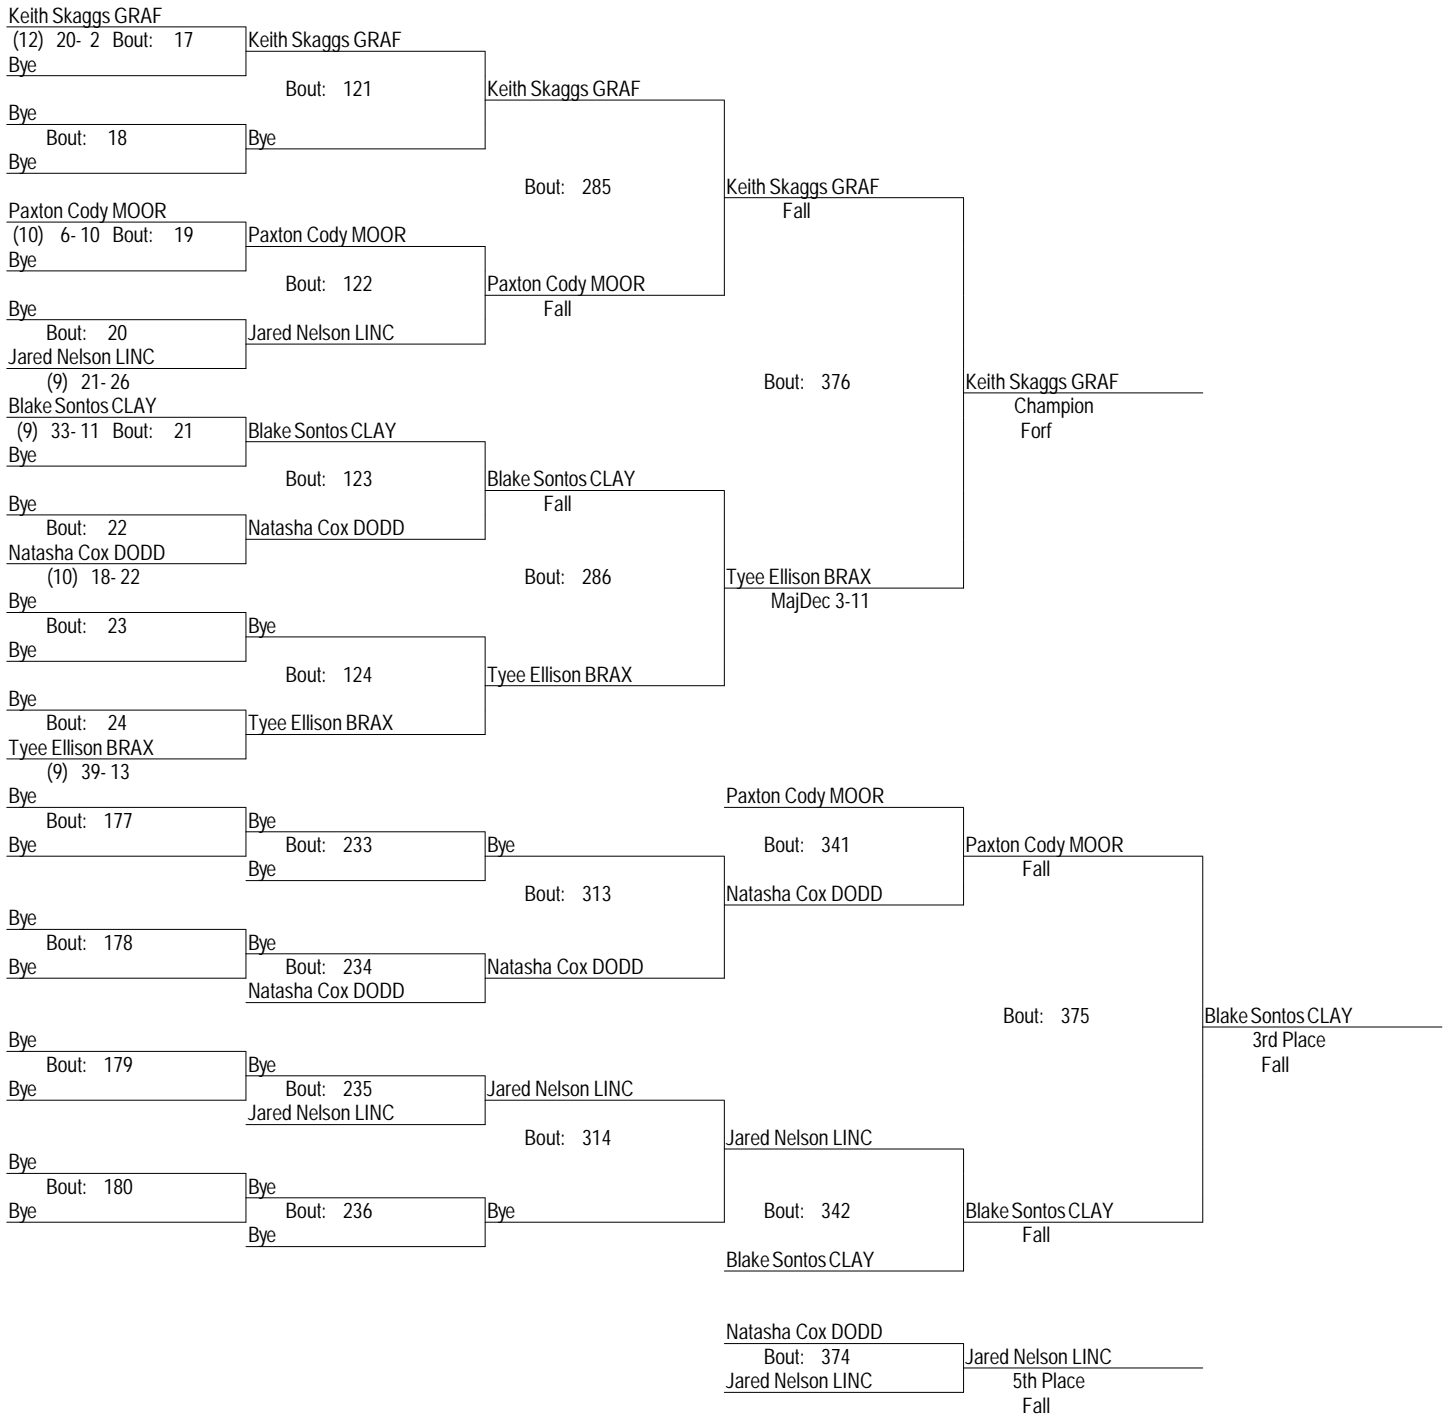 Keith Skaggs GRAF
(12) 20- 2 Bout: 17 Keith Skaggs GRAF
Bye
Bout: 121 Keith Skaggs GRAF
Bye
Bout: 18 Bye
Bye
Bout: 285 Keith Skaggs GRAF
Fall
Paxton Cody MOOR
(10) 6- 10 Bout: 19 Paxton Cody MOOR
Bye
Bout: 122 Paxton Cody MOOR
Bye Fall
Bout: 20 Jared Nelson LINC
Jared Nelson LINC
(9) 21- 26 Bout: 376 Keith Skaggs GRAF
Blake Sontos CLAY Champion
(9) 33- 11 Bout: 21 Blake Sontos CLAY Forf
Bye
Bout: 123 Blake Sontos CLAY
Bye Fall
Bout: 22 Natasha Cox DODD
Natasha Cox DODD
(10) 18- 22 Bout: 286 Tyee Ellison BRAX
Bye MajDec 3-11
Bout: 23 Bye
Bye
Bout: 124 Tyee Ellison BRAX
Bye
Bout: 24 Tyee Ellison BRAX
Tyee Ellison BRAX
(9) 39- 13
Bye Paxton Cody MOOR
Bout: 177 Bye
Bye Bout: 233 Bye Bout: 341 Paxton Cody MOOR
Bye Fall
Bout: 313 Natasha Cox DODD
Bye
Bout: 178 Bye
Bye Bout: 234 Natasha Cox DODD
Natasha Cox DODD
Bout: 375 Blake Sontos CLAY
Bye 3rd Place
Bout: 179 Bye Fall
Bye Bout: 235 Jared Nelson LINC
Jared Nelson LINC
Bout: 314 Jared Nelson LINC
Bye
Bout: 180 Bye
Bye Bout: 236 Bye Bout: 342 Blake Sontos CLAY
Bye Fall
Blake Sontos CLAY
Natasha Cox DODD
Bout: 374 Jared Nelson LINC
Jared Nelson LINC 5th Place
Fall